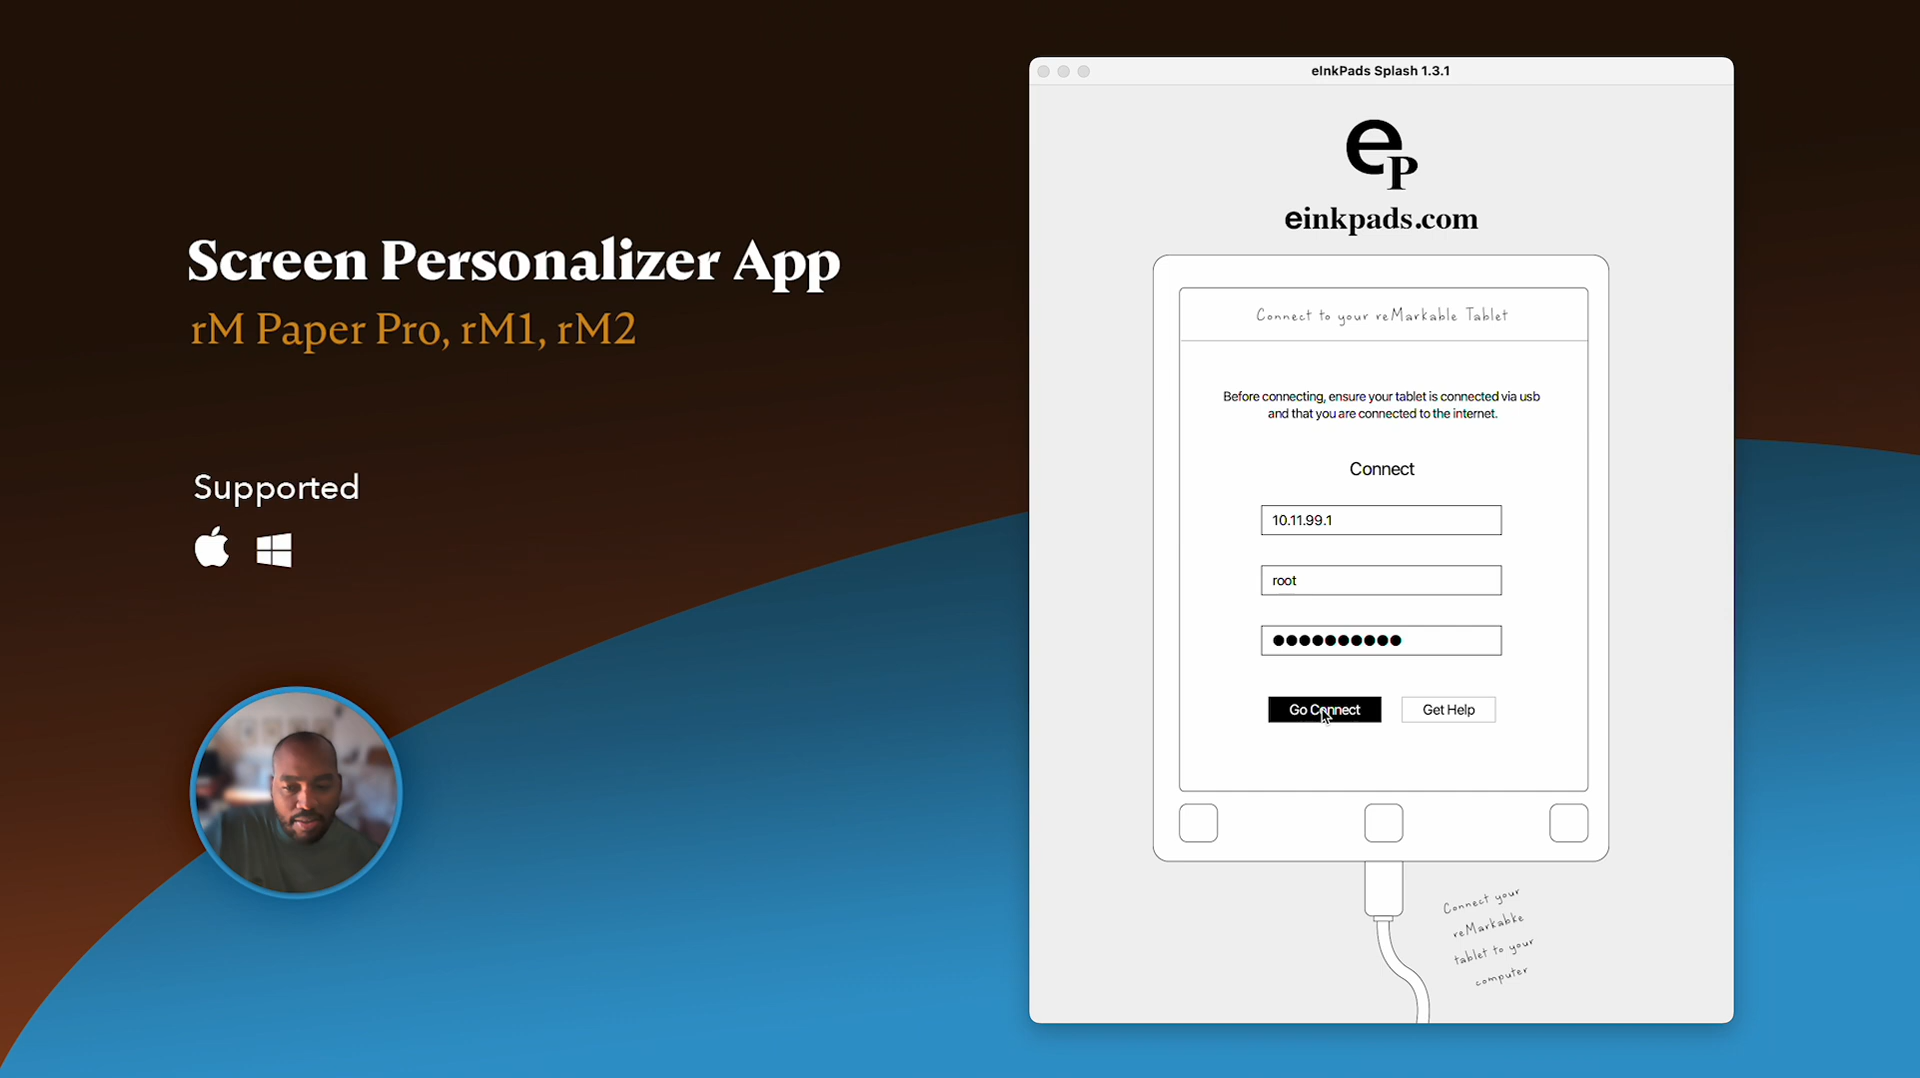 Screen Personalizer App
rM Paper Pro, rM1, rM2
Supported
eInkPads Splash 1.3.1
eP
einkpads.com
Connect to your reMarkable Tablet
Before connecting, ensure your tablet is connected via usb
and that you are connected to the internet.
Connect
10.11.99.1
root
●●●●●●●●●●
Go Connect
Get Help
Connect your
reMarkabke
tablet to your
computer